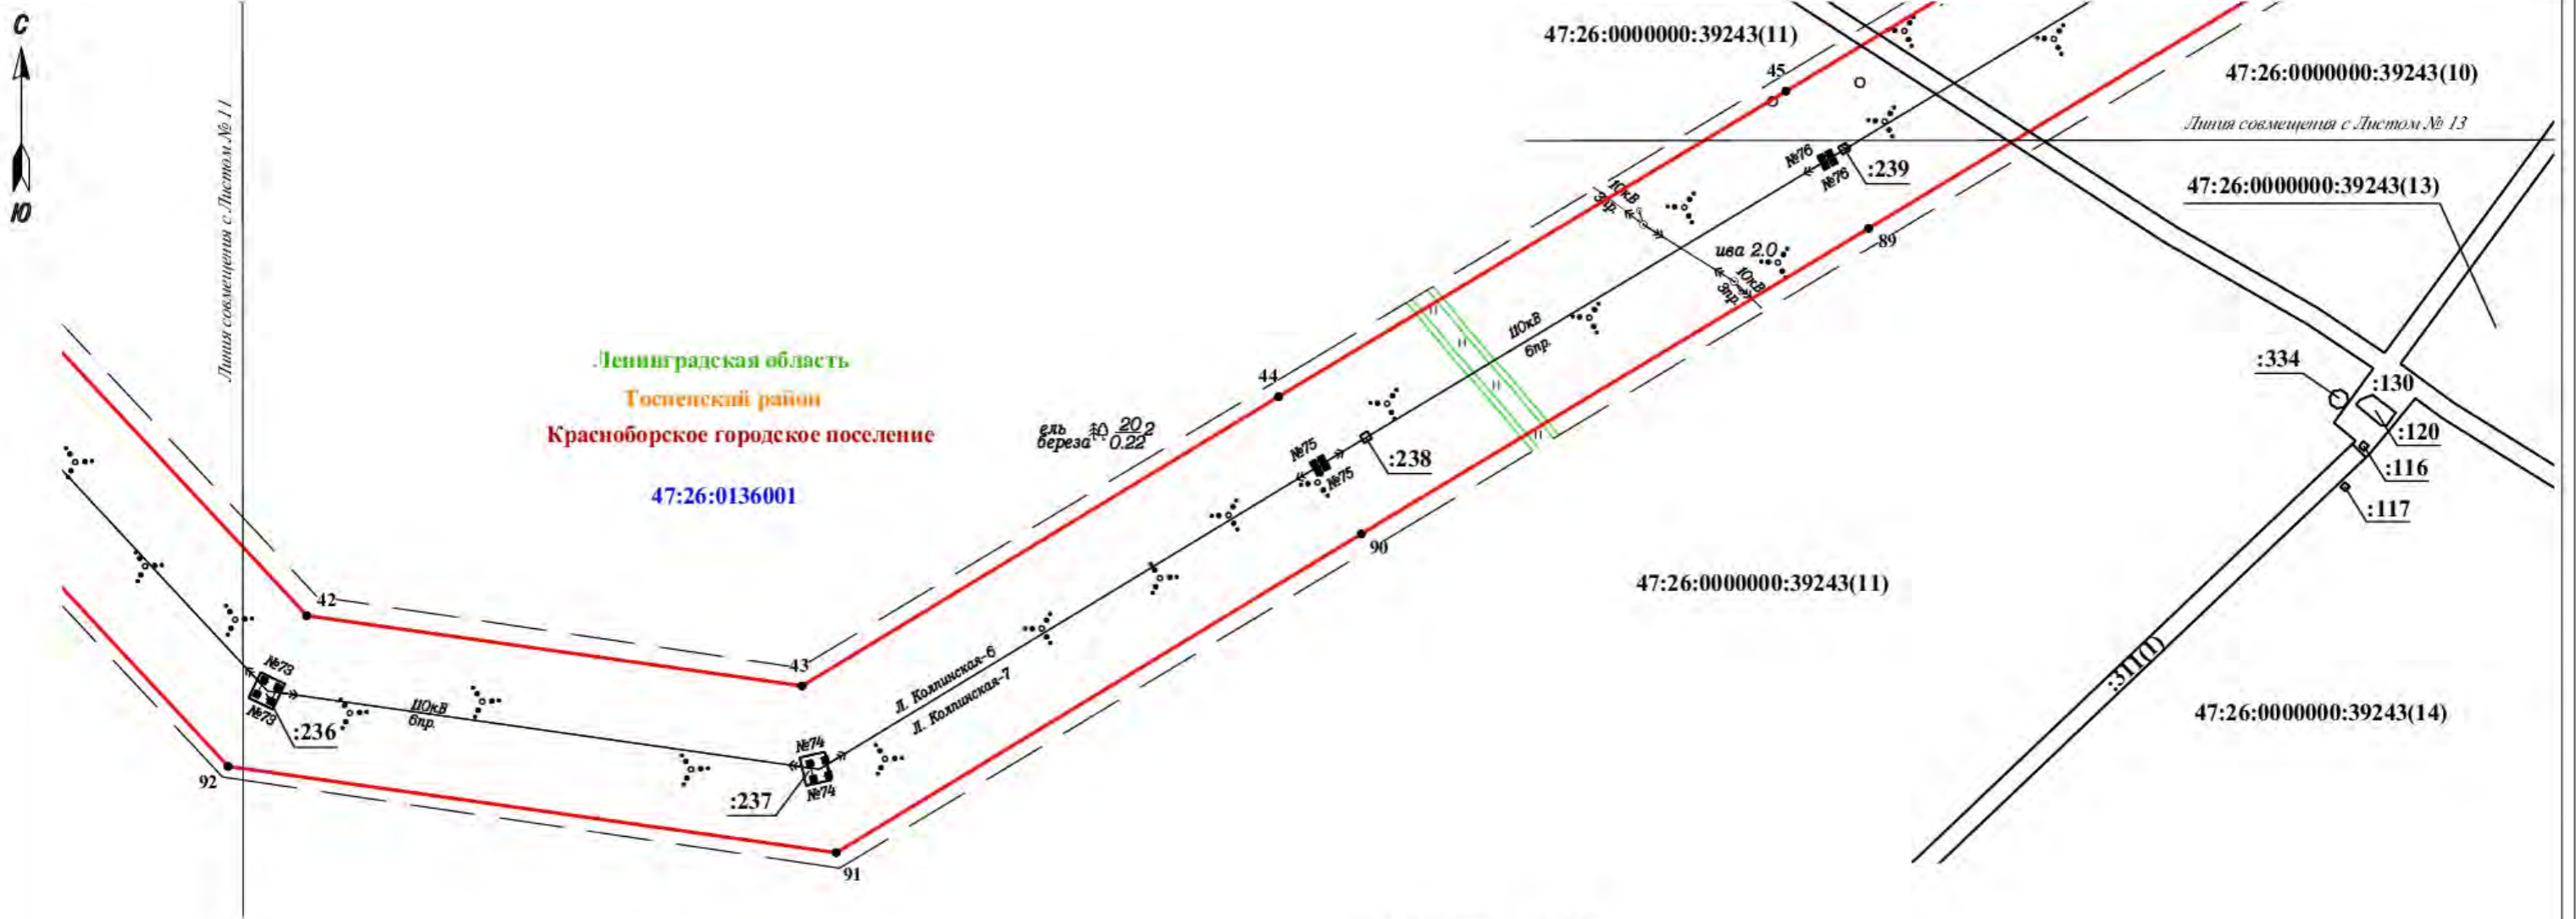 С
Ю
Линия совмещения с Листом № 11
47:26:0000000:39243(11)
45
47:26:0000000:39243(10)
Линия совмещения с Листом № 13
№76
№76
:239
47:26:0000000:39243(13)
10кВ
3пр.
89
ива 2.0
10кВ
3пр.
110кВ
6пр.
Ленинградская область
Тосненский район
Красноборское городское поселение
47:26:0136001
44
ель
береза
20
0.22
2
№75
№75
:238
90
:334
:130
:120
:116
:117
47:26:0000000:39243(11)
42
43
Л. Колпинская-6
Л. Колпинская-7
№73
№73
:236
110кВ
6пр.
№74
№74
:237
92
91
:311(1)
47:26:0000000:39243(14)